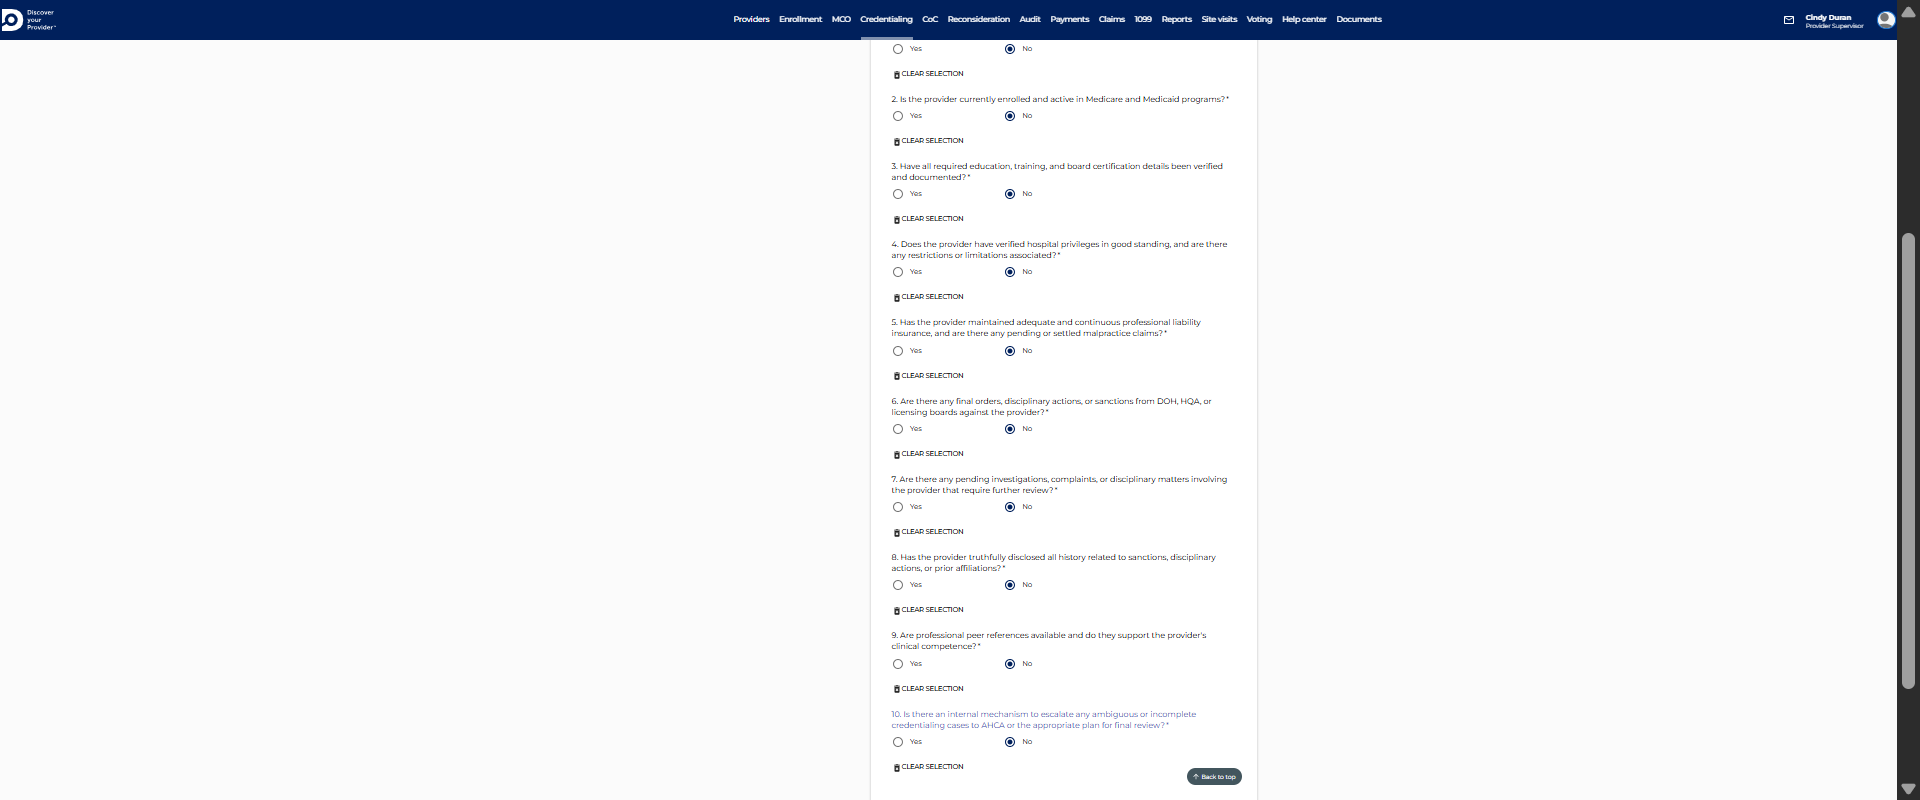 Discover
your
Provider™
Providers Enrollment MCO Credentialing CoC Reconsideration Audit Payments Claims 1099 Reports Site visits Voting Help center Documents
Cindy Duran
Provider Supervisor
Yes No
CLEAR SELECTION
2. Is the provider currently enrolled and active in Medicare and Medicaid programs?*
Yes No
CLEAR SELECTION
3. Have all required education, training, and board certification details been verified
and documented?*
Yes No
CLEAR SELECTION
4. Does the provider have verified hospital privileges in good standing, and are there
any restrictions or limitations associated?*
Yes No
CLEAR SELECTION
5. Has the provider maintained adequate and continuous professional liability
insurance, and are there any pending or settled malpractice claims?*
Yes No
CLEAR SELECTION
6. Are there any final orders, disciplinary actions, or sanctions from DOH, HQA, or
licensing boards against the provider?*
Yes No
CLEAR SELECTION
7. Are there any pending investigations, complaints, or disciplinary matters involving
the provider that require further review?*
Yes No
CLEAR SELECTION
8. Has the provider truthfully disclosed all history related to sanctions, disciplinary
actions, or prior affiliations?*
Yes No
CLEAR SELECTION
9. Are professional peer references available and do they support the provider's
clinical competence?*
Yes No
CLEAR SELECTION
10. Is there an internal mechanism to escalate any ambiguous or incomplete
credentialing cases to AHCA or the appropriate plan for final review?*
Yes No
CLEAR SELECTION
Back to top